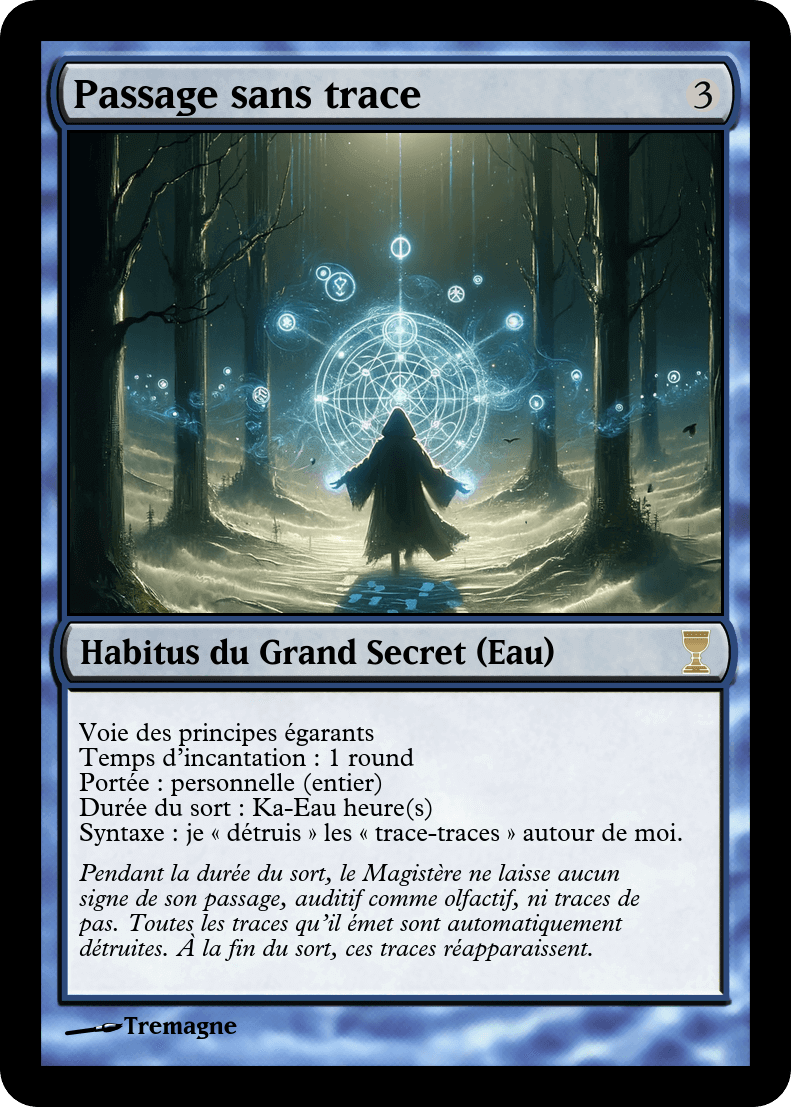 Passage sans trace
3
Habitus du Grand Secret (Eau)
Voie des principes égarants
Temps d'incantation : 1 round
Portée : personnelle (entier)
Durée du sort : Ka-Eau heure(s)
Syntaxe : je « détruis » les « trace-traces » autour de moi.
Pendant la durée du sort, le Magistère ne laisse aucun
signe de son passage, auditif comme olfactif, ni traces de
pas. Toutes les traces qu'il émet sont automatiquement
détruites. À la fin du sort, ces traces réapparaissent.
Tremagne